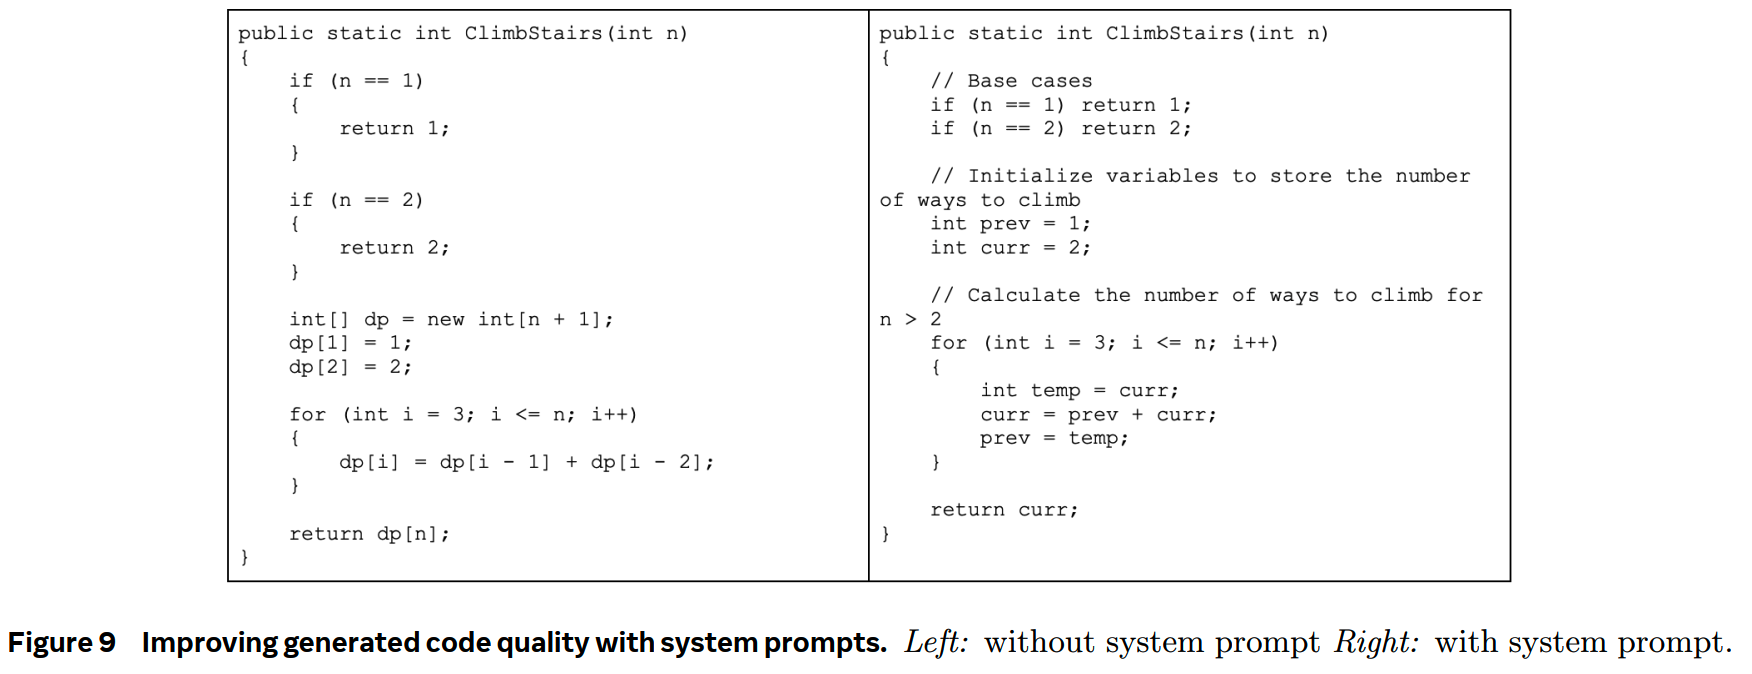 public static int ClimbStairs(int n)
{
    if (n == 1)
    {
        return 1;
    }

    if (n == 2)
    {
        return 2;
    }

    int[] dp = new int[n + 1];
    dp[1] = 1;
    dp[2] = 2;

    for (int i = 3; i <= n; i++)
    {
        dp[i] = dp[i - 1] + dp[i - 2];
    }

    return dp[n];
}
public static int ClimbStairs(int n)
{
    // Base cases
    if (n == 1) return 1;
    if (n == 2) return 2;

    // Initialize variables to store the number
of ways to climb
    int prev = 1;
    int curr = 2;

    // Calculate the number of ways to climb for
n > 2
    for (int i = 3; i <= n; i++)
    {
        int temp = curr;
        curr = prev + curr;
        prev = temp;
    }

    return curr;
}
Figure 9 Improving generated code quality with system prompts. Left: without system prompt Right: with system prompt.